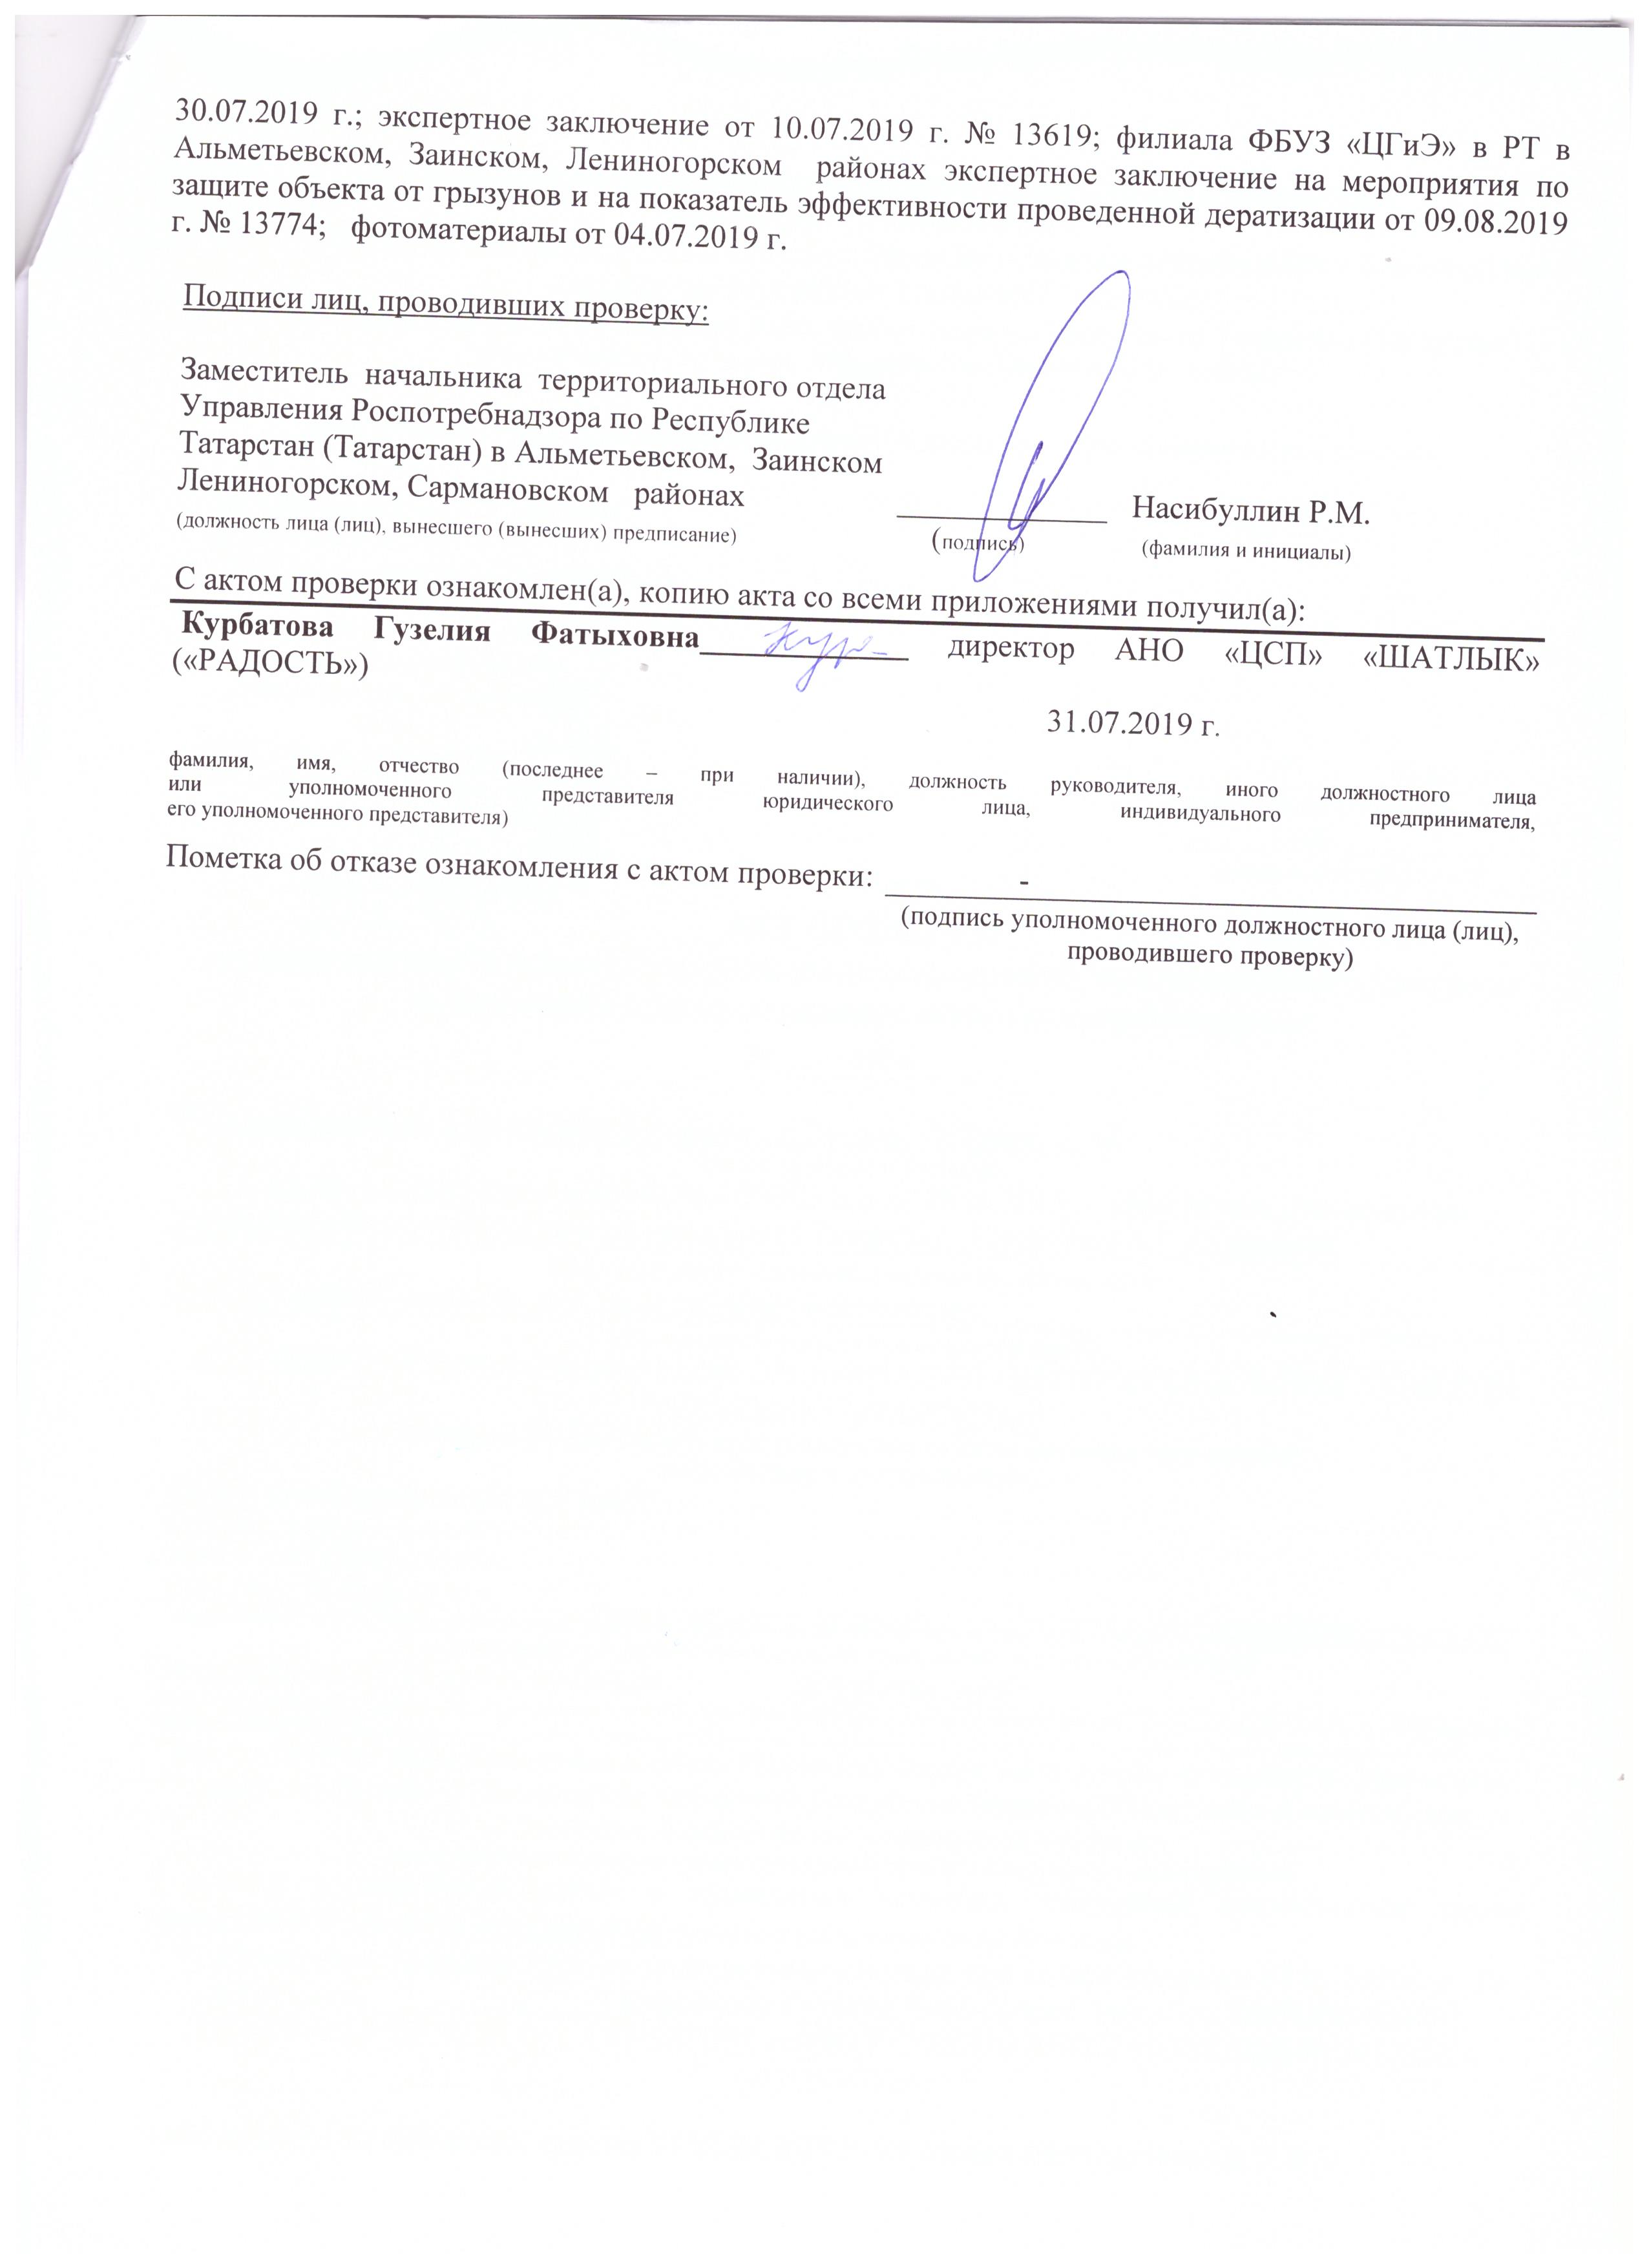 30.07.2019 г.; экспертное заключение от 10.07.2019 г. № 13619; филиала ФБУЗ «ЦГиЭ» в РТ в
Альметьевском, Заинском, Лениногорском районах экспертное заключение на мероприятия по
защите объекта от грызунов и на показатель эффективности проведенной дератизации от 09.08.2019
г. № 13774; фотоматериалы от 04.07.2019 г.
Подписи лиц, проводивших проверку:
Заместитель начальника территориального отдела
Управления Роспотребнадзора по Республике
Татарстан (Татарстан) в Альметьевском, Заинском
Лениногорском, Сармановском районах
Насибуллин Р.М.
(должность лица (лиц), вынесшего (вынесших) предписание) (подпись) (фамилия и инициалы)
С актом проверки ознакомлен(а), копию акта со всеми приложениями получил(а):
Курбатова Гузелия Фатыховна_____________ директор АНО «ЦСП» «ШАТЛЫК»
(«РАДОСТЬ»)
31.07.2019 г.
фамилия, имя, отчество (последнее – при наличии), должность руководителя, иного должностного лица
или уполномоченного представителя юридического лица, индивидуального предпринимателя,
его уполномоченного представителя)
Пометка об отказе ознакомления с актом проверки: -
(подпись уполномоченного должностного лица (лиц),
проводившего проверку)